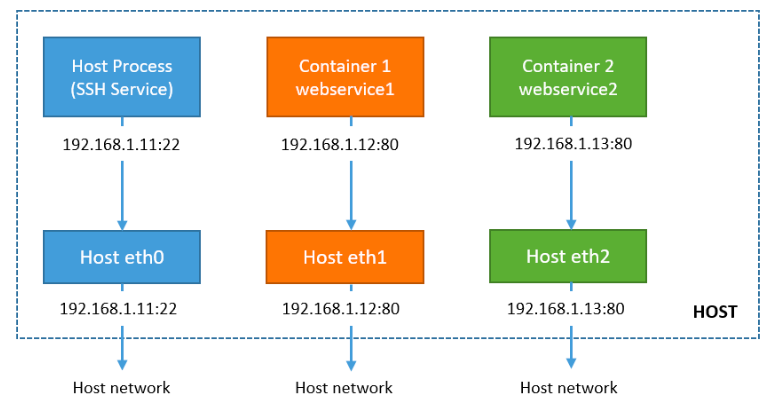 Host Process
(SSH Service)
Container 1
webservice1
Container 2
webservice2
192.168.1.11:22
192.168.1.12:80
192.168.1.13:80
Host eth0
Host eth1
Host eth2
192.168.1.11:22
192.168.1.12:80
192.168.1.13:80
HOST
Host network
Host network
Host network